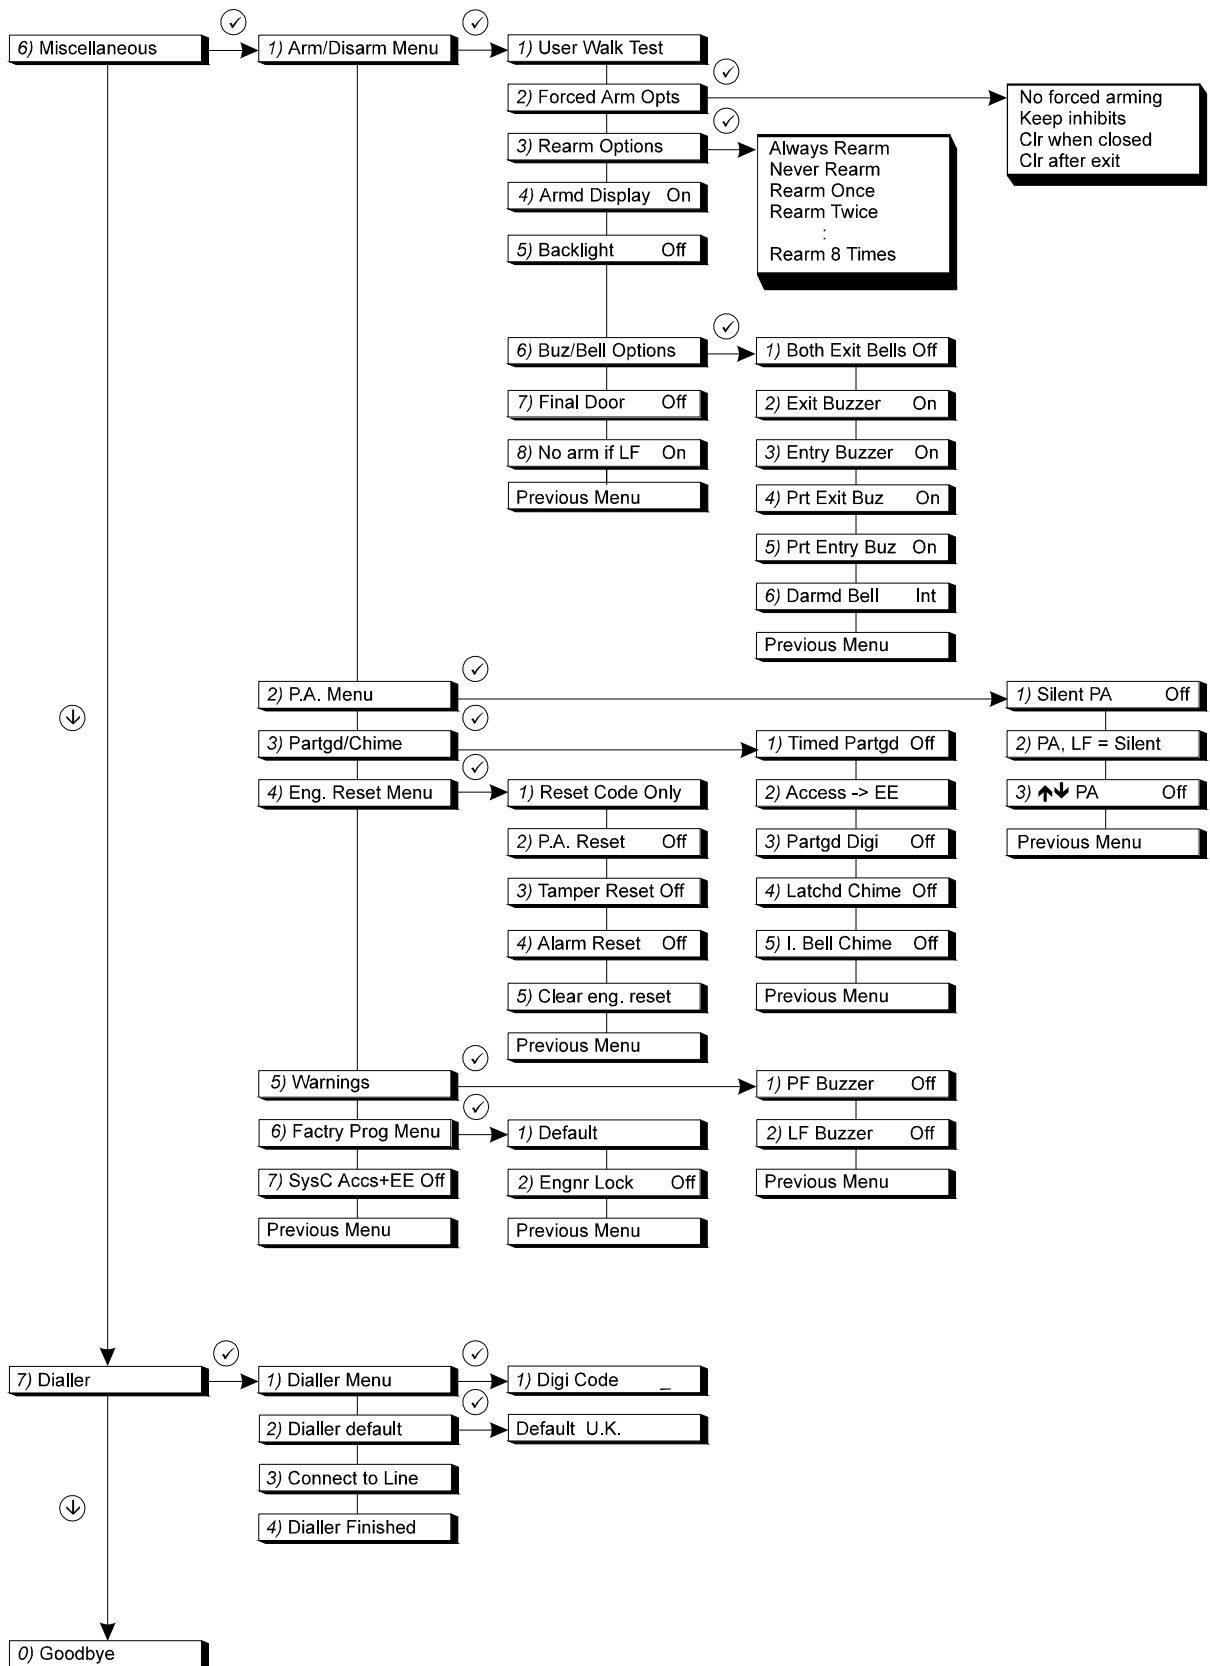 6) Miscellaneous
1) Arm/Disarm Menu
1) User Walk Test
2) Forced Arm Opts
No forced arming
Keep inhibits
Clr when closed
Clr after exit
3) Rearm Options
Always Rearm
Never Rearm
Rearm Once
Rearm Twice
:
Rearm 8 Times
4) Armd Display On
5) Backlight Off
6) Buz/Bell Options
1) Both Exit Bells Off
2) Exit Buzzer On
3) Entry Buzzer On
4) Prt Exit Buz On
5) Prt Entry Buz On
6) Darmd Bell Int
Previous Menu
7) Final Door Off
8) No arm if LF On
Previous Menu
2) P.A. Menu
1) Silent PA Off
2) PA, LF = Silent
3) ↑↓ PA Off
Previous Menu
3) Partgd/Chime
1) Timed Partgd Off
2) Access -> EE
3) Partgd Digi Off
4) Latchd Chime Off
5) I. Bell Chime Off
Previous Menu
4) Eng. Reset Menu
1) Reset Code Only
2) P.A. Reset Off
3) Tamper Reset Off
4) Alarm Reset Off
5) Clear eng. reset
Previous Menu
5) Warnings
1) PF Buzzer Off
2) LF Buzzer Off
Previous Menu
6) Factry Prog Menu
1) Default
2) Engnr Lock Off
Previous Menu
7) SysC Accs+EE Off
Previous Menu
7) Dialler
1) Dialler Menu
1) Digi Code _
2) Dialler default
Default U.K.
3) Connect to Line
4) Dialler Finished
0) Goodbye